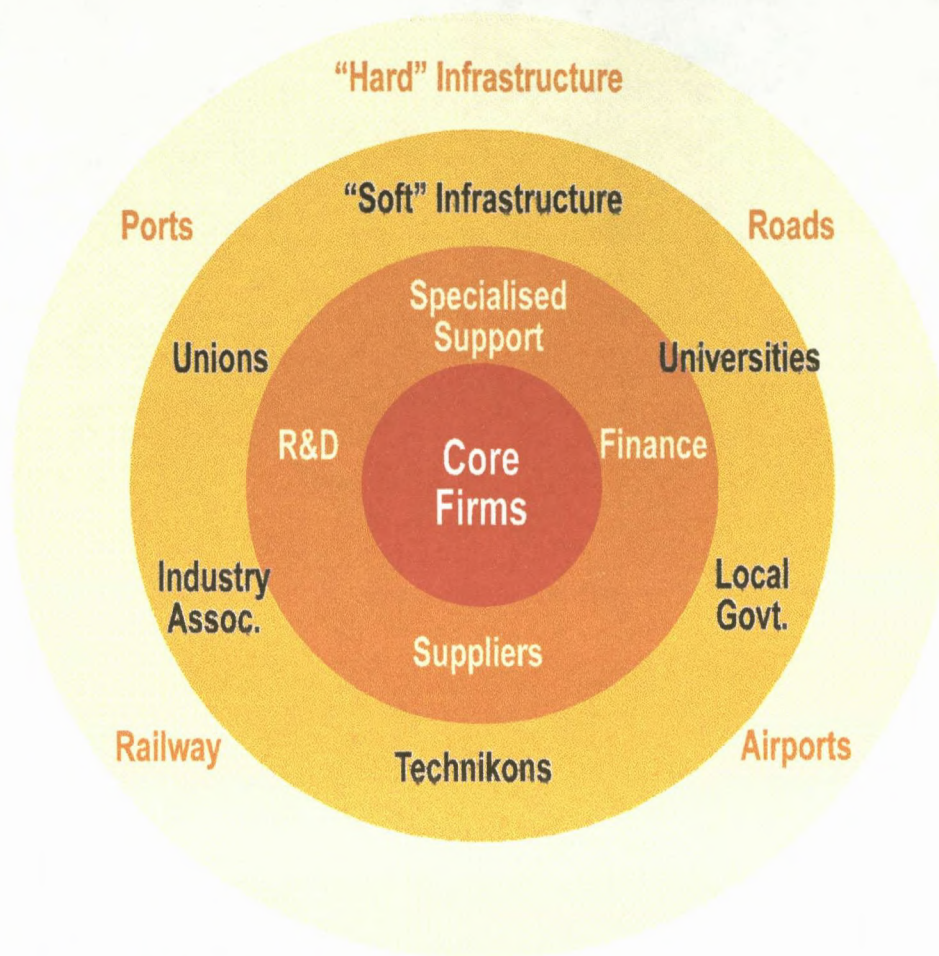 “Hard” Infrastructure
“Soft” Infrastructure
Ports
Roads
Specialised
Support
Unions
Universities
R&D
Finance
Core
Firms
Industry
Assoc.
Local
Govt.
Suppliers
Railway
Airports
Technikons